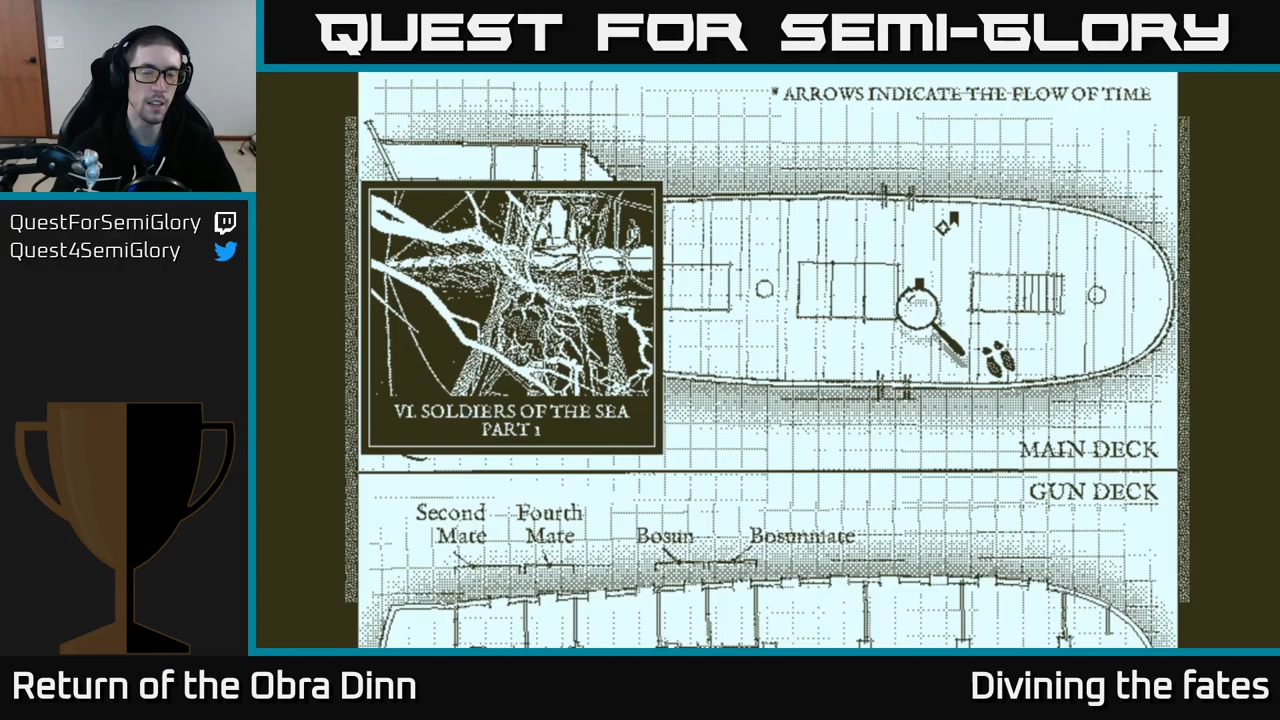 QUEST FOR SEMI-GLORY
QuestForSemiGlory
Quest4SemiGlory
* ARROWS INDICATE THE FLOW OF TIME
VI. SOLDIERS OF THE SEA
PART 1
MAIN DECK
GUN DECK
Second
Mate
Fourth
Mate
Bosun
Bosunmate
Return of the Obra Dinn
Divining the fates